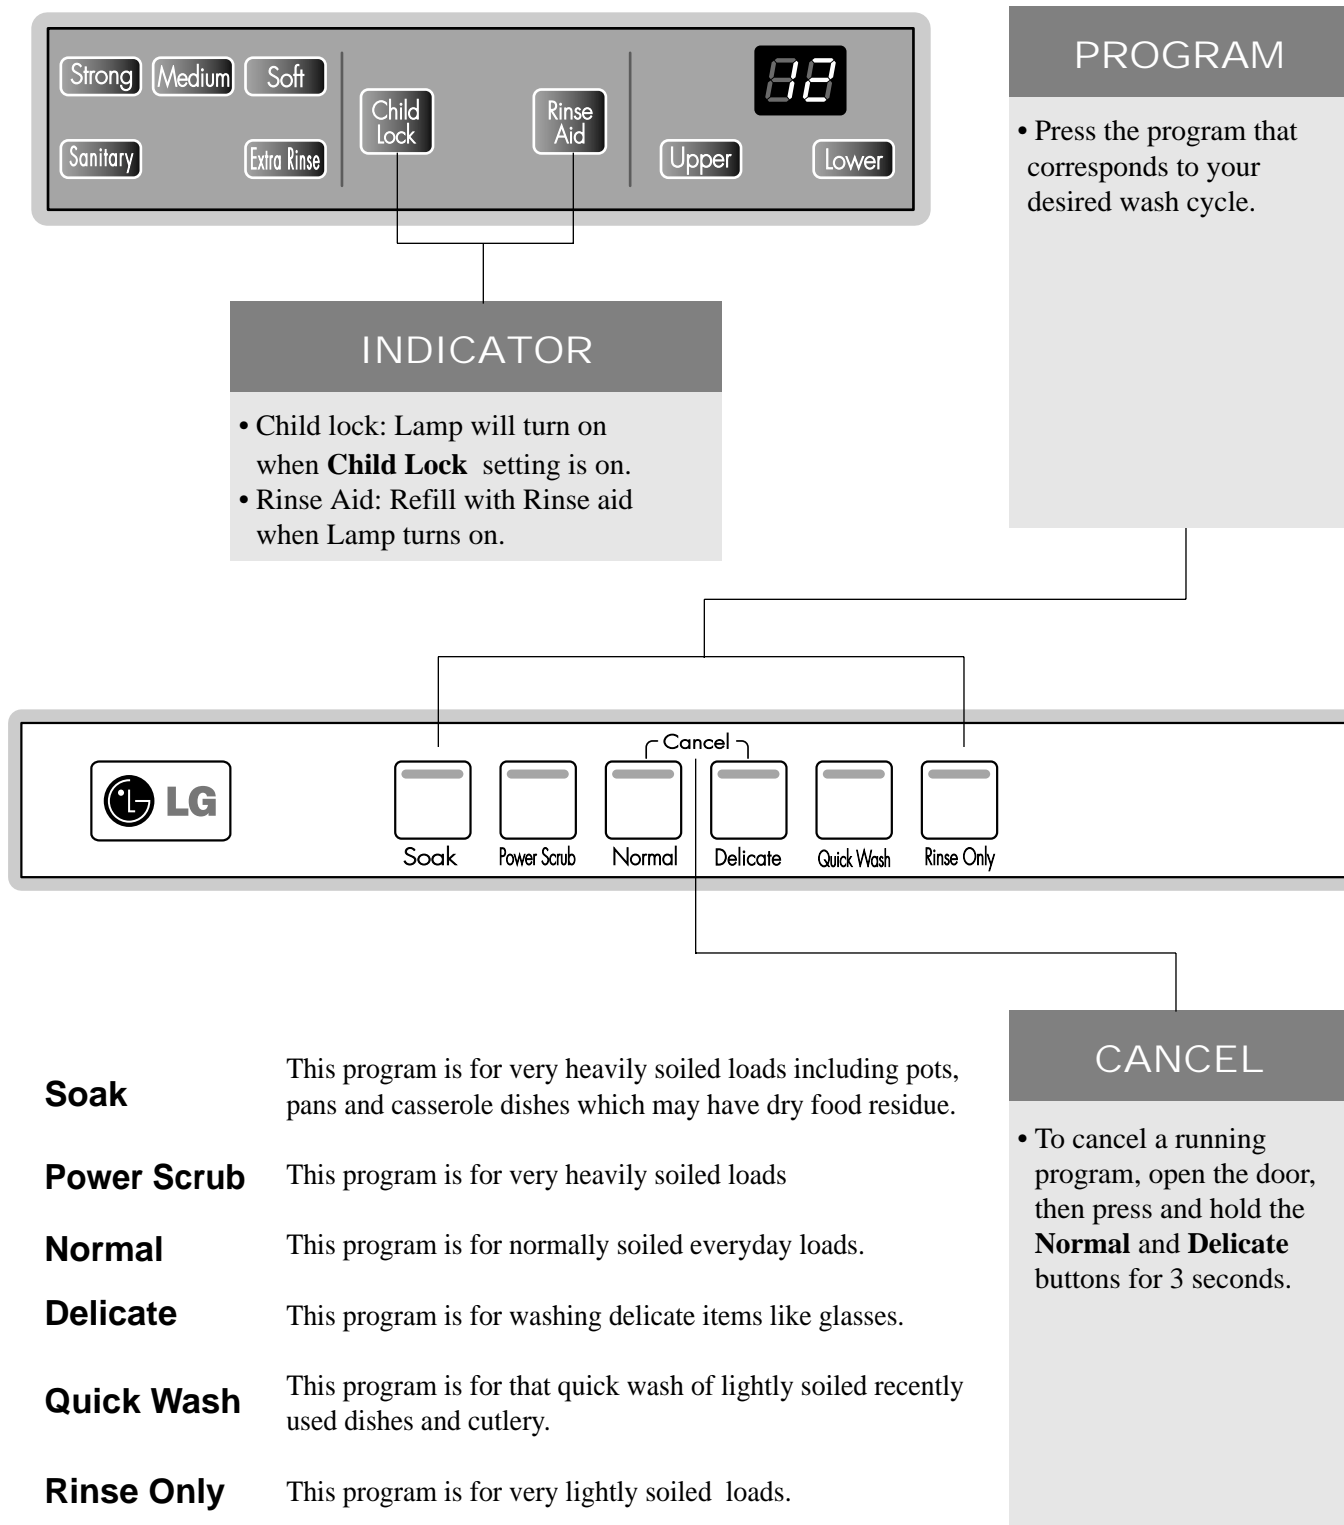 Strong Medium Soft
Sanitary Extra Rinse
Child
Lock
Rinse
Aid
12
Upper Lower
PROGRAM
• Press the program that
corresponds to your
desired wash cycle.
INDICATOR
• Child lock: Lamp will turn on
when Child Lock setting is on.
• Rinse Aid: Refill with Rinse aid
when Lamp turns on.
LG
Cancel
Soak Power Scrub Normal Delicate Quick Wash Rinse Only
Soak
This program is for very heavily soiled loads including pots,
pans and casserole dishes which may have dry food residue.
Power Scrub
This program is for very heavily soiled loads
Normal
This program is for normally soiled everyday loads.
Delicate
This program is for washing delicate items like glasses.
Quick Wash
This program is for that quick wash of lightly soiled recently
used dishes and cutlery.
Rinse Only
This program is for very lightly soiled loads.
CANCEL
• To cancel a running
program, open the door,
then press and hold the
Normal and Delicate
buttons for 3 seconds.